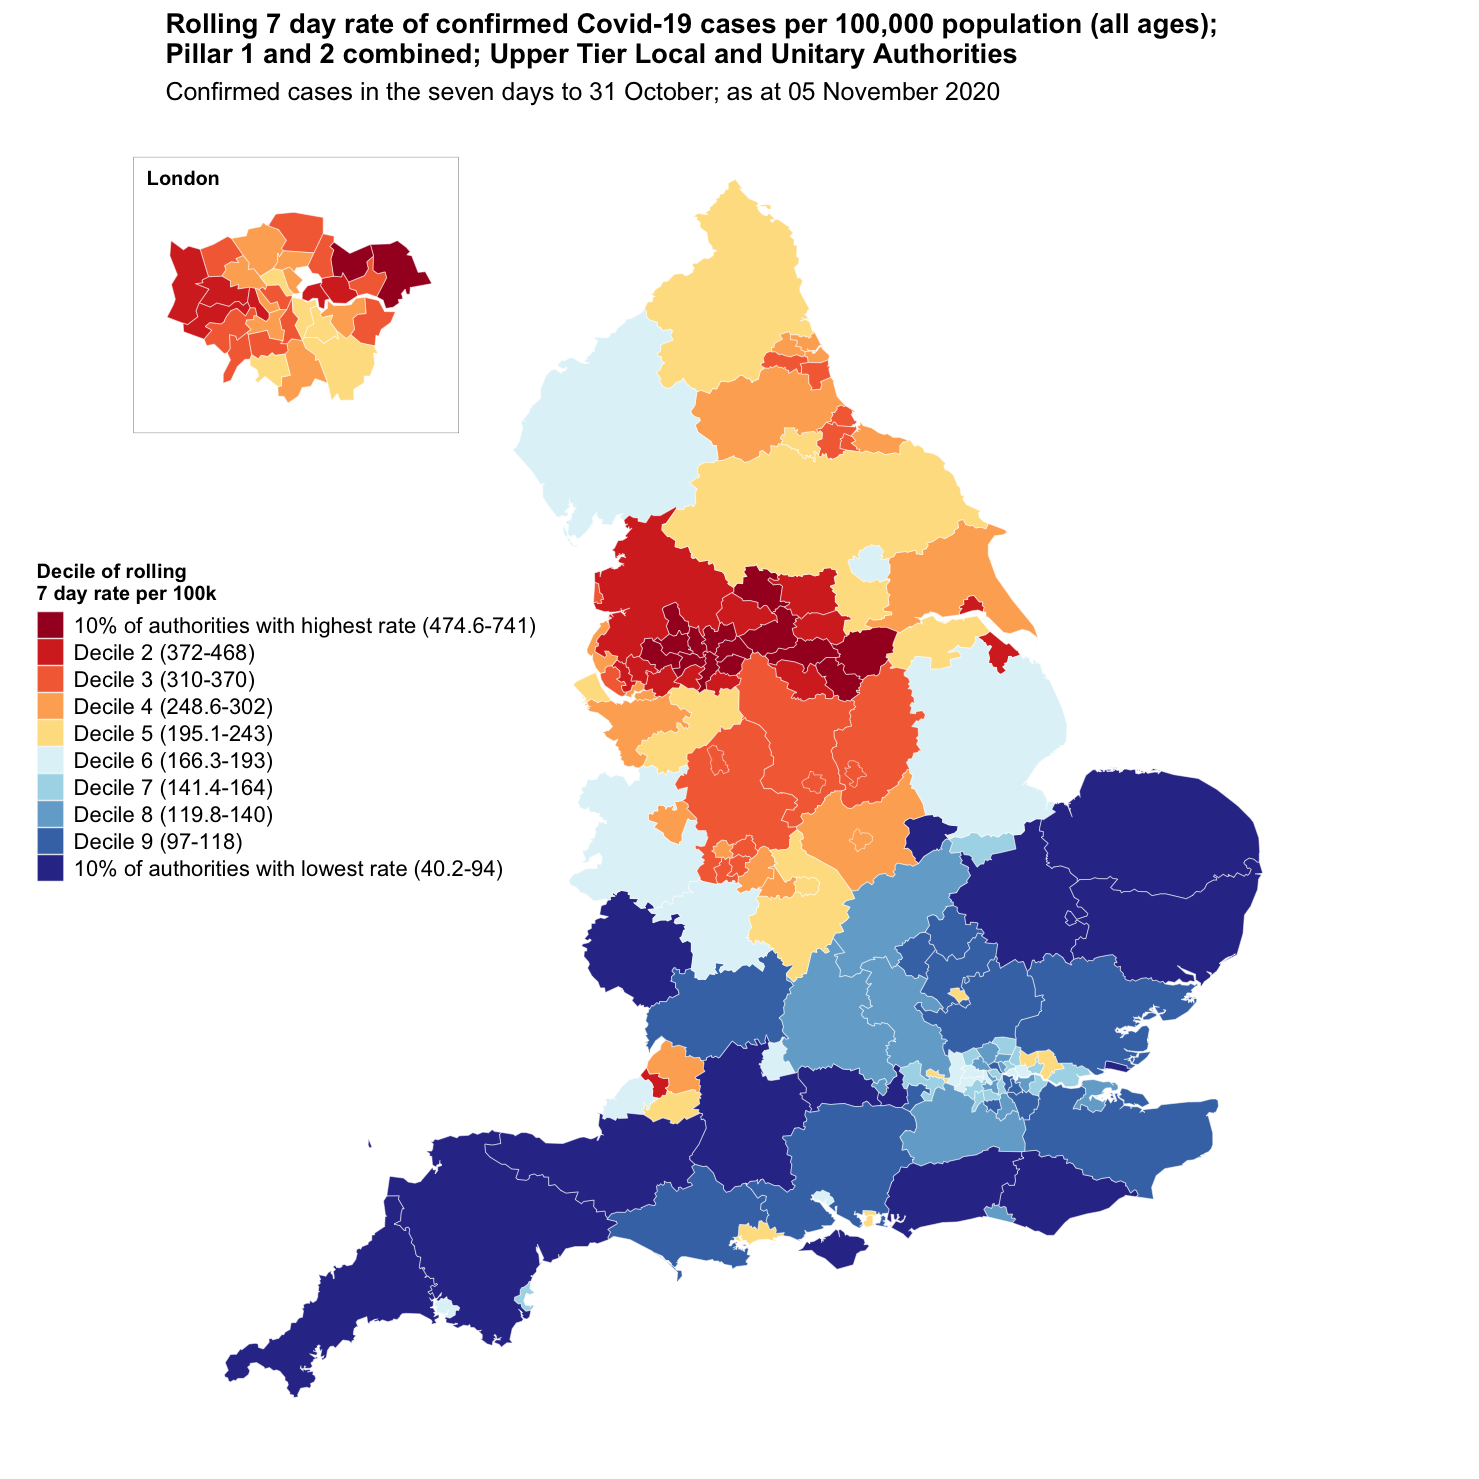 Rolling 7 day rate of confirmed Covid-19 cases per 100,000 population (all ages);
Pillar 1 and 2 combined; Upper Tier Local and Unitary Authorities
Confirmed cases in the seven days to 31 October; as at 05 November 2020
London
Decile of rolling
7 day rate per 100k
10% of authorities with highest rate (474.6-741)
Decile 2 (372-468)
Decile 3 (310-370)
Decile 4 (248.6-302)
Decile 5 (195.1-243)
Decile 6 (166.3-193)
Decile 7 (141.4-164)
Decile 8 (119.8-140)
Decile 9 (97-118)
10% of authorities with lowest rate (40.2-94)